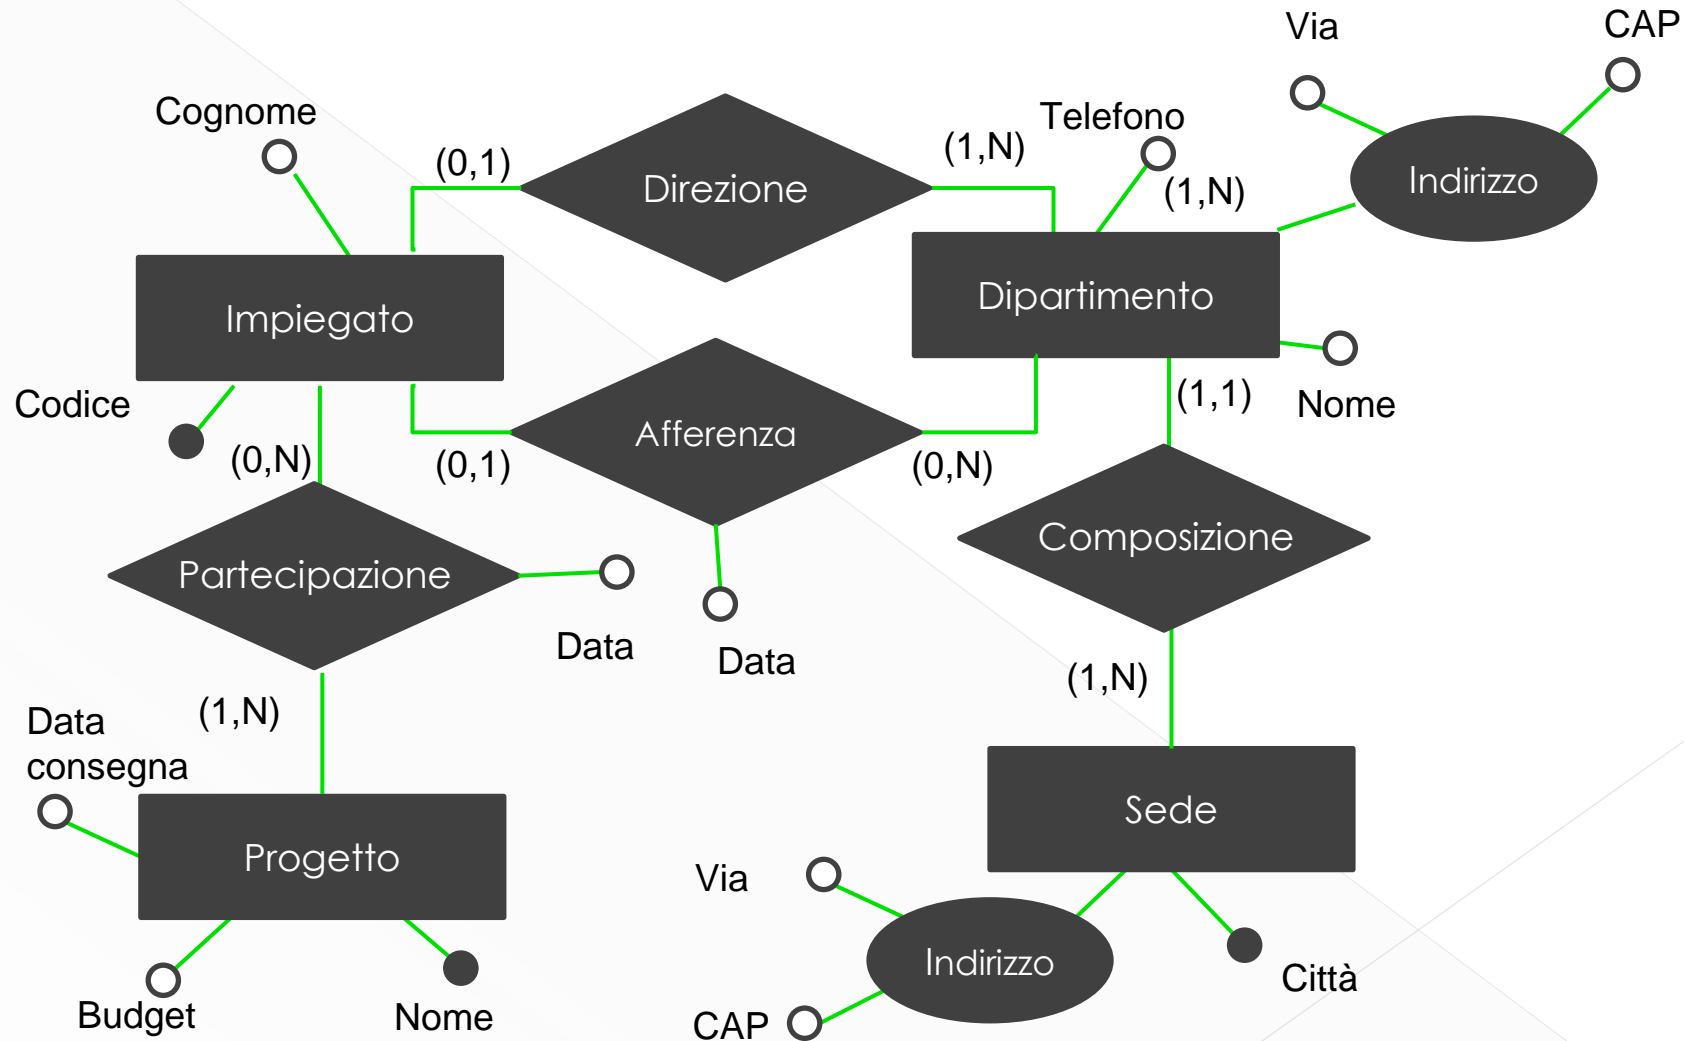 Via
CAP
Cognome
Telefono
(0,1)
(1,N)
Direzione
(1,N)
Indirizzo
Impiegato
Dipartimento
Codice
(0,N)
(0,1)
Afferenza
(0,N)
(1,1)
Nome
Partecipazione
Composizione
Data
Data
(1,N)
(1,N)
Data
consegna
Progetto
Sede
Via
Indirizzo
Città
Budget
Nome
CAP